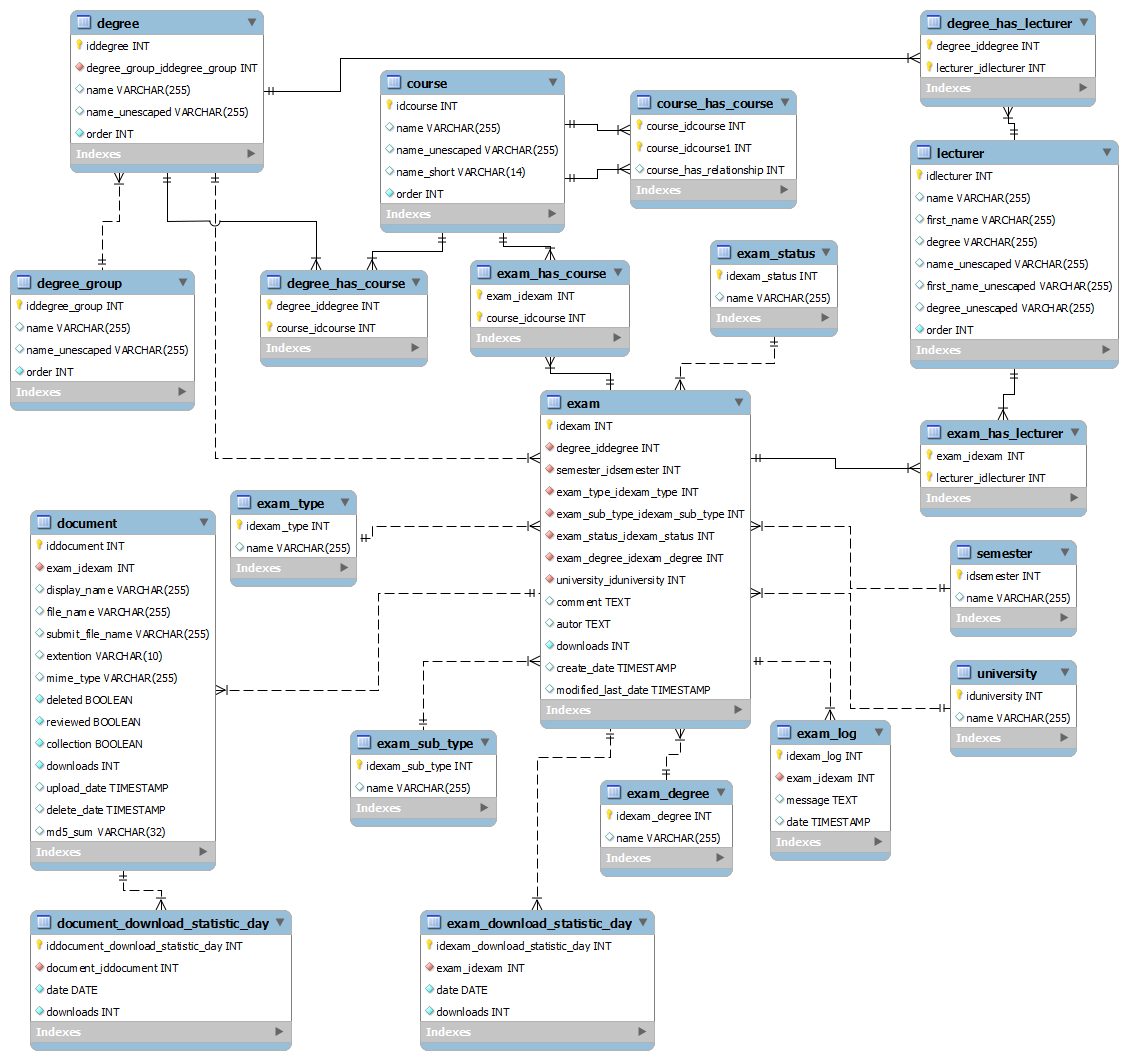 degree
iddegree INT
degree_group_iddegree_group INT
name VARCHAR(255)
name_unescaped VARCHAR(255)
order INT
Indexes
course
idcourse INT
name VARCHAR(255)
name_unescaped VARCHAR(255)
name_short VARCHAR(14)
order INT
Indexes
course_has_course
course_idcourse INT
course_idcourse1 INT
course_has_relationship INT
Indexes
degree_has_lecturer
degree_iddegree INT
lecturer_idlecturer INT
Indexes
lecturer
idlecturer INT
name VARCHAR(255)
first_name VARCHAR(255)
degree VARCHAR(255)
name_unescaped VARCHAR(255)
first_name_unescaped VARCHAR(255)
degree_unescaped VARCHAR(255)
order INT
Indexes
degree_group
iddegree_group INT
name VARCHAR(255)
name_unescaped VARCHAR(255)
order INT
Indexes
degree_has_course
degree_iddegree INT
course_idcourse INT
Indexes
exam_has_course
exam_idexam INT
course_idcourse INT
Indexes
exam_status
idexam_status INT
name VARCHAR(255)
Indexes
exam
idexam INT
degree_iddegree INT
semester_idsemester INT
exam_type_idexam_type INT
exam_sub_type_idexam_sub_type INT
exam_status_idexam_status INT
exam_degree_idexam_degree INT
university_iduniversity INT
comment TEXT
autor TEXT
downloads INT
create_date TIMESTAMP
modified_last_date TIMESTAMP
Indexes
exam_has_lecturer
exam_idexam INT
lecturer_idlecturer INT
Indexes
exam_type
idexam_type INT
name VARCHAR(255)
Indexes
document
iddocument INT
exam_idexam INT
display_name VARCHAR(255)
file_name VARCHAR(255)
submit_file_name VARCHAR(255)
extention VARCHAR(10)
mime_type VARCHAR(255)
deleted BOOLEAN
reviewed BOOLEAN
collection BOOLEAN
downloads INT
upload_date TIMESTAMP
delete_date TIMESTAMP
md5_sum VARCHAR(32)
Indexes
semester
idsemester INT
name VARCHAR(255)
Indexes
university
iduniversity INT
name VARCHAR(255)
Indexes
exam_sub_type
idexam_sub_type INT
name VARCHAR(255)
Indexes
exam_degree
idexam_degree INT
name VARCHAR(255)
Indexes
exam_log
idexam_log INT
exam_idexam INT
message TEXT
date TIMESTAMP
Indexes
document_download_statistic_day
iddocument_download_statistic_day INT
document_iddocument INT
date DATE
downloads INT
Indexes
exam_download_statistic_day
idexam_download_statistic_day INT
exam_idexam INT
date DATE
downloads INT
Indexes